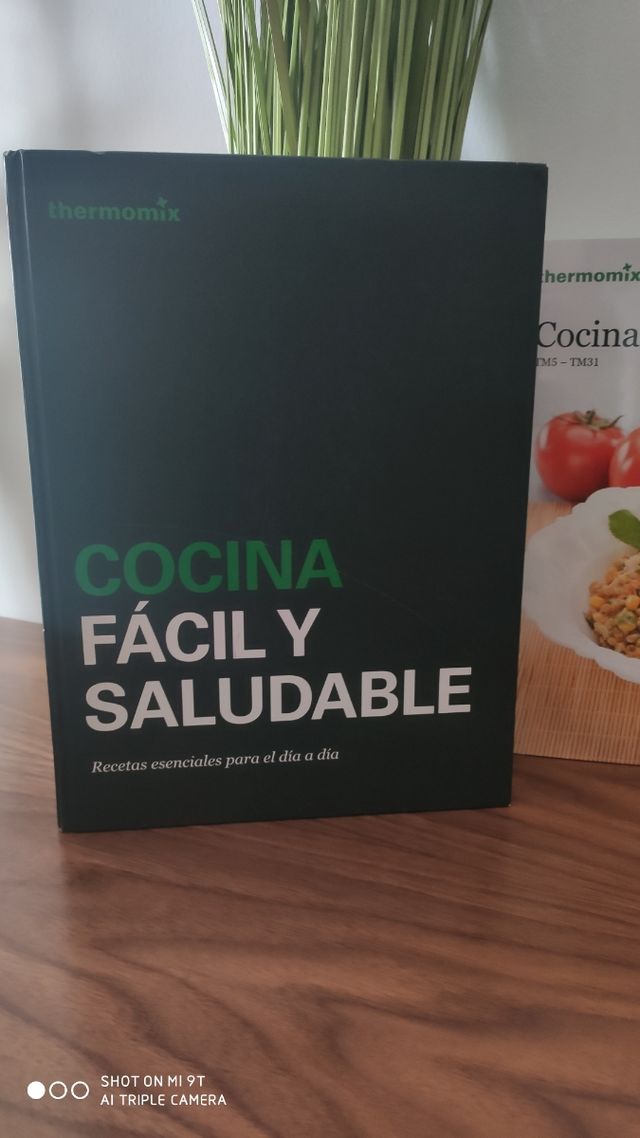 thermomix
COCINA
FÁCIL Y
SALUDABLE
Recetas esenciales para el día a día
thermomix
Cocina
TM5 – TM31
SHOT ON MI 9T
AI TRIPLE CAMERA